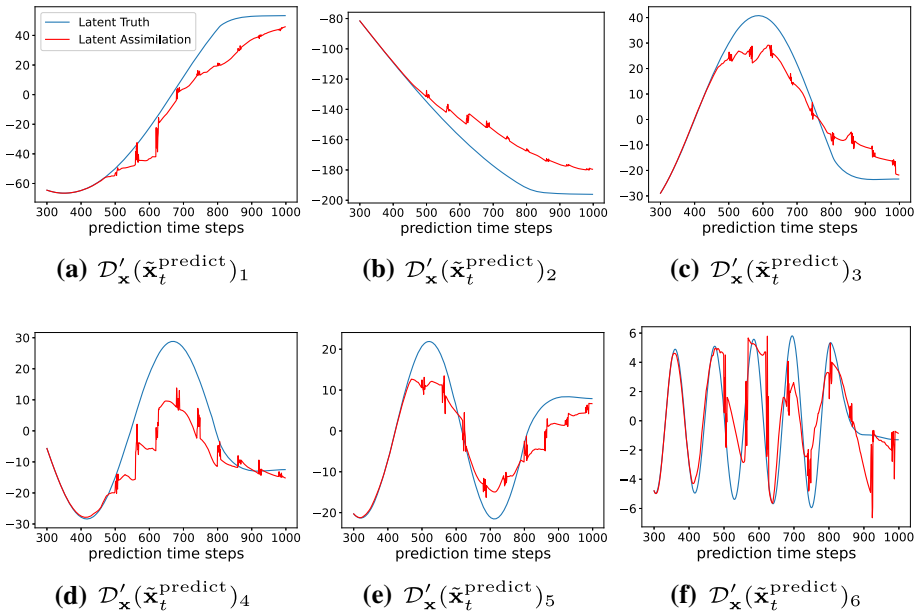 Latent Truth
Latent Assimilation
40
20
0
−20
−40
−60
300 400 500 600 700 800 900 1000
prediction time steps
(a) 𝒟′ₓ(x̃ₜᵖʳᵉᵈⁱᶜᵗ)₁
−80
−100
−120
−140
−160
−180
−200
300 400 500 600 700 800 900 1000
prediction time steps
(b) 𝒟′ₓ(x̃ₜᵖʳᵉᵈⁱᶜᵗ)₂
40
30
20
10
0
−10
−20
−30
300 400 500 600 700 800 900 1000
prediction time steps
(c) 𝒟′ₓ(x̃ₜᵖʳᵉᵈⁱᶜᵗ)₃
30
20
10
0
−10
−20
−30
300 400 500 600 700 800 900 1000
prediction time steps
(d) 𝒟′ₓ(x̃ₜᵖʳᵉᵈⁱᶜᵗ)₄
20
10
0
−10
−20
300 400 500 600 700 800 900 1000
prediction time steps
(e) 𝒟′ₓ(x̃ₜᵖʳᵉᵈⁱᶜᵗ)₅
6
4
2
0
−2
−4
−6
300 400 500 600 700 800 900 1000
prediction time steps
(f) 𝒟′ₓ(x̃ₜᵖʳᵉᵈⁱᶜᵗ)₆